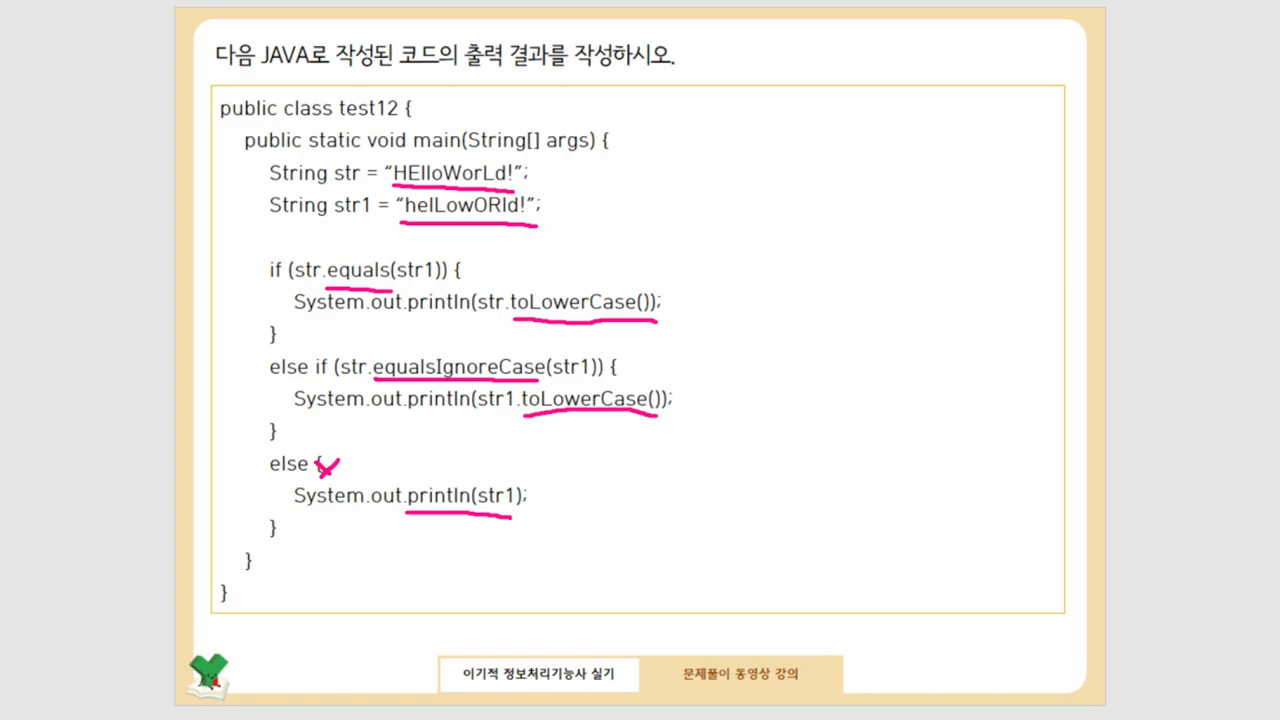 다음 JAVA로 작성된 코드의 출력 결과를 작성하시오.
public class test12 {
public static void main(String[] args) {
String str = “HElloWorLd!”;
String str1 = “helLowORld!”;
if (str.equals(str1)) {
System.out.println(str.toLowerCase());
}
else if (str.equalsIgnoreCase(str1)) {
System.out.println(str1.toLowerCase());
}
else {
System.out.println(str1);
}
}
}
이기적 정보처리기능사 실기
문제풀이 동영상 강의